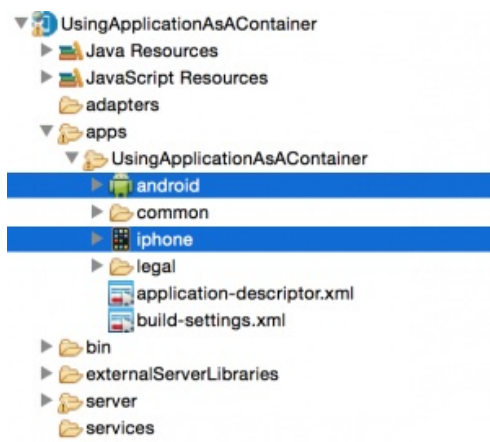 UsingApplicationAsAContainer
Java Resources
JavaScript Resources
adapters
apps
UsingApplicationAsAContainer
android
common
iphone
legal
application-descriptor.xml
build-settings.xml
bin
externalServerLibraries
server
services